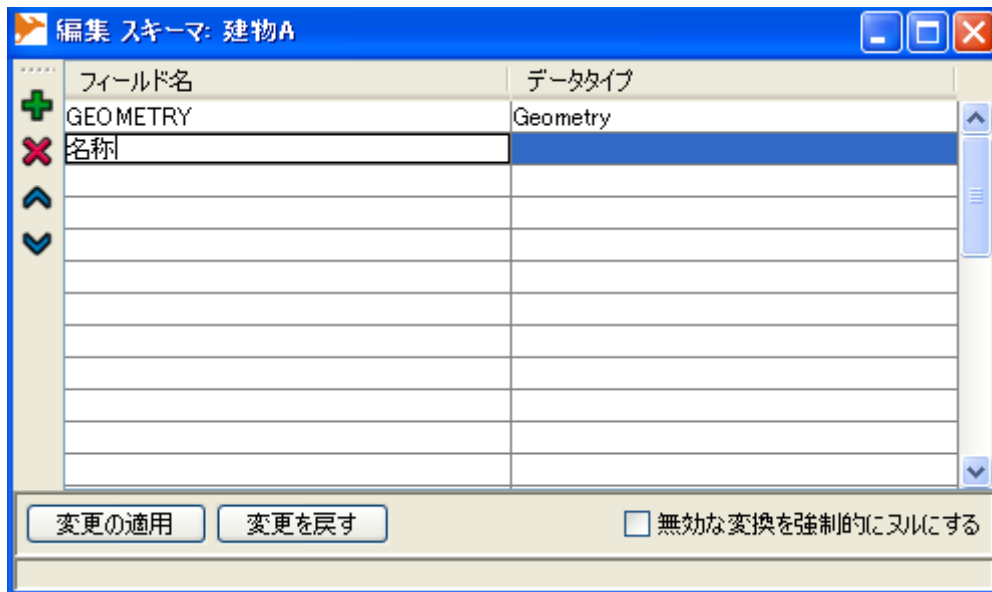 編集 スキーマ: 建物A
フィールド名 データタイプ
GEOMETRY Geometry
名称
変更の適用 変更を戻す 無効な変換を強制的にヌルにする